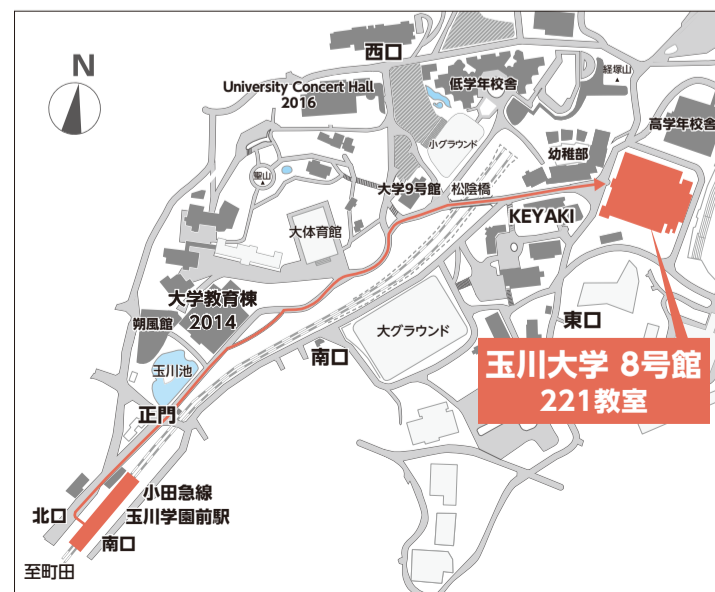 西口
N
経塚山
低学年校舎
University Concert Hall
2016
高学年校舎
小グラウンド
幼稚部
聖山
大学9号館
松陰橋
KEYAKI
大体育館
大学教育棟
2014
朔風館
大グラウンド
東口
南口
玉川大学 8号館
221教室
玉川池
正門
小田急線
玉川学園前駅
北口
南口
至町田